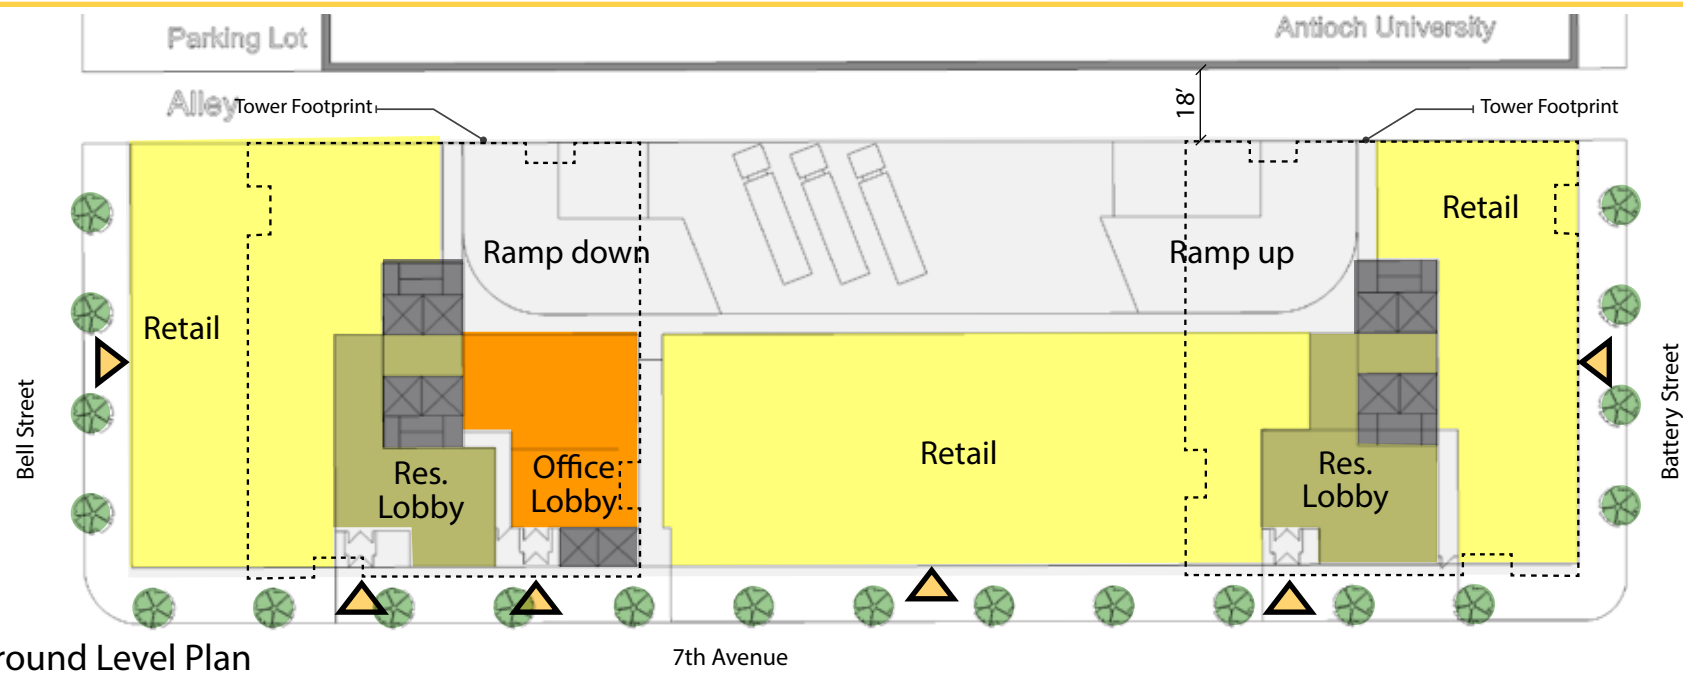 Parking Lot
Antioch University
Alley
Tower Footprint
18'
Tower Footprint
Retail
Ramp down
Ramp up
Retail
Bell Street
Battery Street
Retail
Res.
Lobby
Office
Lobby
Res.
Lobby
round Level Plan
7th Avenue